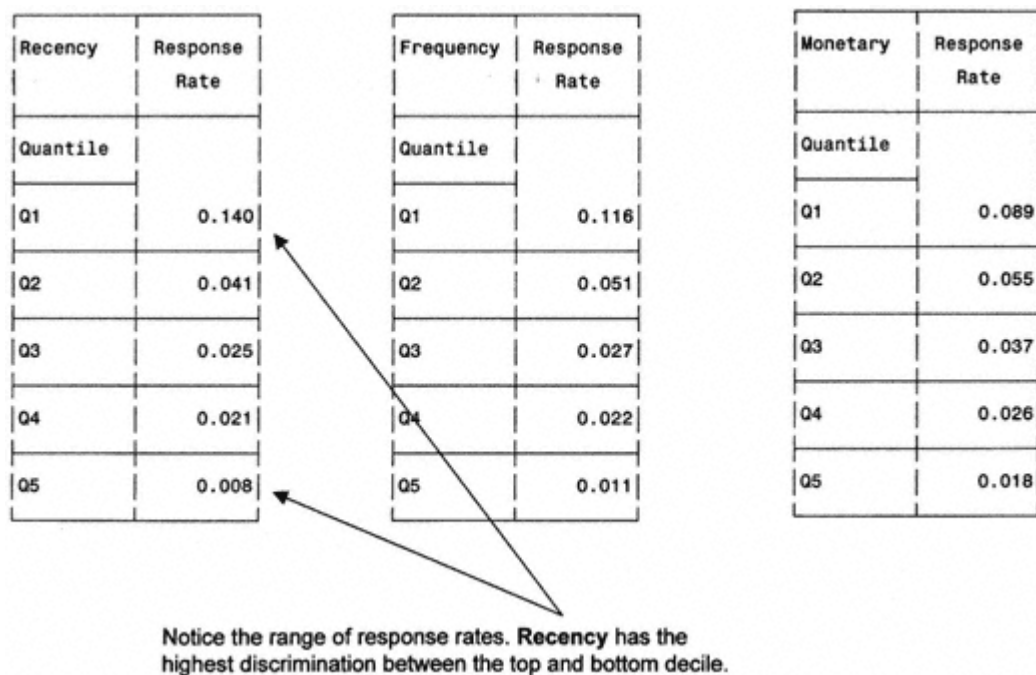 Recency Response Rate
Quantile
Q1 0.140
Q2 0.041
Q3 0.025
Q4 0.021
Q5 0.008
Frequency Response Rate
Quantile
Q1 0.116
Q2 0.051
Q3 0.027
Q4 0.022
Q5 0.011
Monetary Response Rate
Quantile
Q1 0.089
Q2 0.055
Q3 0.037
Q4 0.026
Q5 0.018
Notice the range of response rates. Recency has the
highest discrimination between the top and bottom decile.